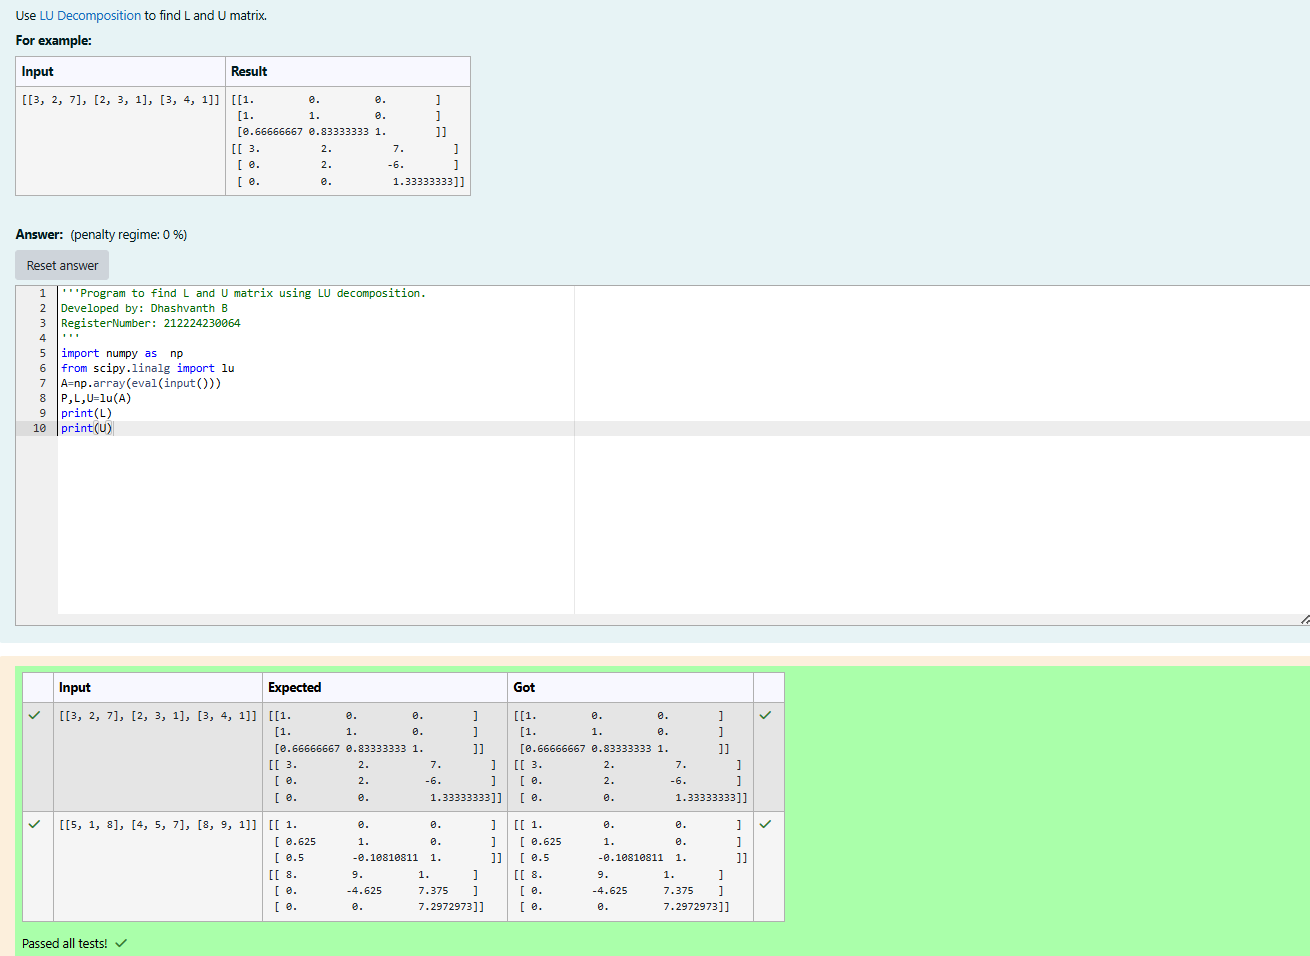 Use LU Decomposition to find L and U matrix.
For example:
Input Result
[[3, 2, 7], [2, 3, 1], [3, 4, 1]] [[1.         0.         0.        ]
 [1.         1.         0.        ]
 [0.66666667 0.83333333 1.        ]]
[[ 3.          2.          7.        ]
 [ 0.          2.         -6.        ]
 [ 0.          0.          1.33333333]]
Answer: (penalty regime: 0 %)
Reset answer
1 '''Program to find L and U matrix using LU decomposition.
2 Developed by: Dhashvanth B
3 RegisterNumber: 212224230064
4 '''
5 import numpy as  np
6 from scipy.linalg import lu
7 A=np.array(eval(input()))
8 P,L,U=lu(A)
9 print(L)
10 print(U)
Input Expected Got
[[3, 2, 7], [2, 3, 1], [3, 4, 1]] [[1.         0.         0.        ] [[1.         0.         0.        ]
 [1.         1.         0.        ]  [1.         1.         0.        ]
 [0.66666667 0.83333333 1.        ]]  [0.66666667 0.83333333 1.        ]]
[[ 3.          2.          7.        ] [[ 3.          2.          7.        ]
 [ 0.          2.         -6.        ]  [ 0.          2.         -6.        ]
 [ 0.          0.          1.33333333]]  [ 0.          0.          1.33333333]]
[[5, 1, 8], [4, 5, 7], [8, 9, 1]] [[ 1.          0.          0.        ] [[ 1.          0.          0.        ]
 [ 0.625       1.          0.        ]  [ 0.625       1.          0.        ]
 [ 0.5        -0.10810811  1.        ]]  [ 0.5        -0.10810811  1.        ]]
[[ 8.         9.         1.       ] [[ 8.         9.         1.       ]
 [ 0.        -4.625      7.375    ]  [ 0.        -4.625      7.375    ]
 [ 0.         0.         7.2972973]]  [ 0.         0.         7.2972973]]
Passed all tests!